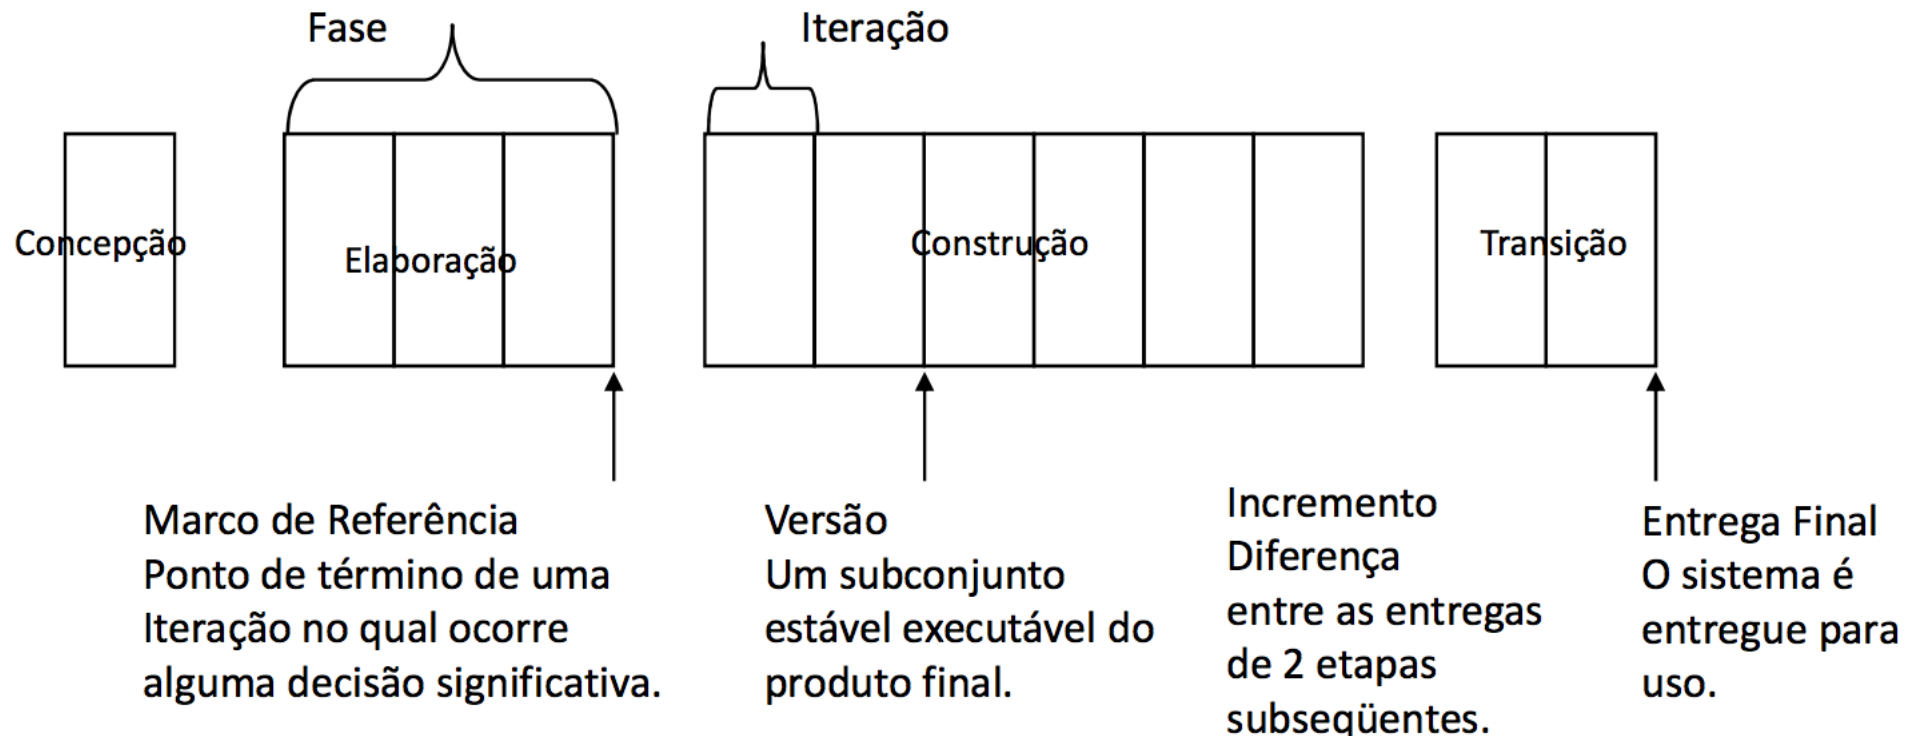 Fase
Iteração
Concepção
Elaboração
Construção
Transição
Marco de Referência
Ponto de término de uma
Iteração no qual ocorre
alguma decisão significativa.
Versão
Um subconjunto
estável executável do
produto final.
Incremento
Diferença
entre as entregas
de 2 etapas
subseqüentes.
Entrega Final
O sistema é
entregue para
uso.